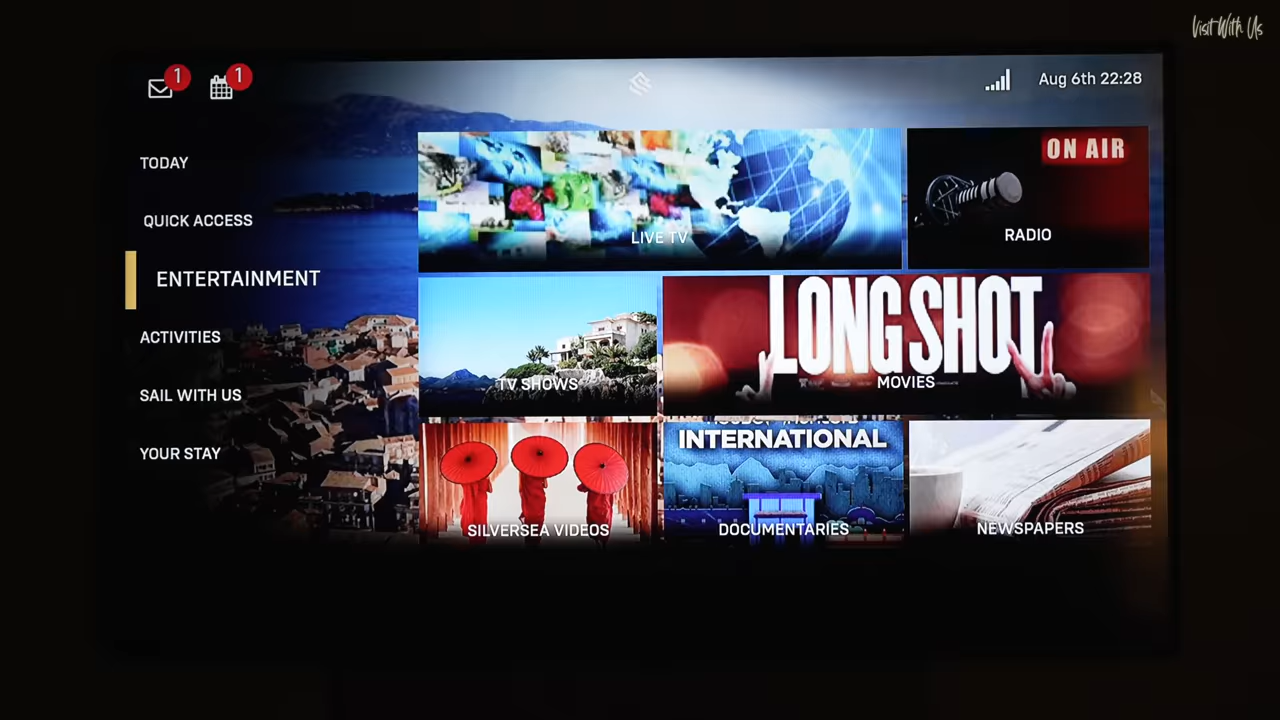 Visit With Us
1
1
Aug 6th 22:28
TODAY
QUICK ACCESS
ENTERTAINMENT
ACTIVITIES
SAIL WITH US
YOUR STAY
LIVE TV
ON AIR
RADIO
TV SHOWS
LONG SHOT
MOVIES
SILVERSEA VIDEOS
INTERNATIONAL
DOCUMENTARIES
NEWSPAPERS